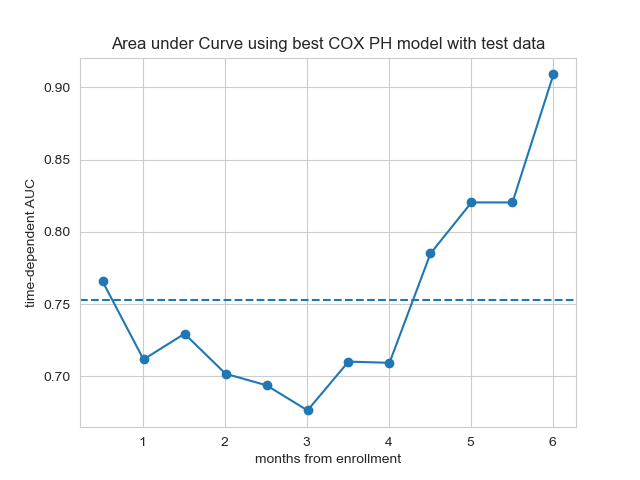 Area under Curve using best COX PH model with test data
time-dependent AUC
0.90
0.85
0.80
0.75
0.70
1 2 3 4 5 6
months from enrollment